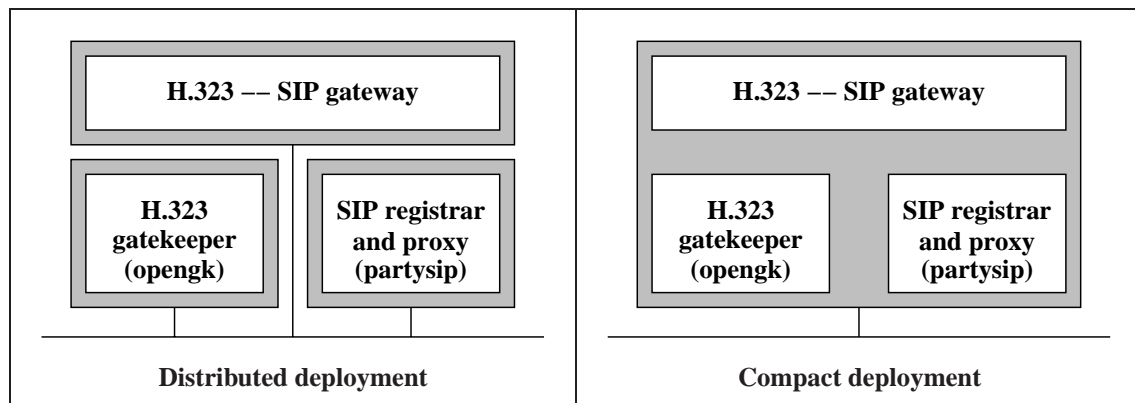 H.323 −− SIP gateway
H.323
gatekeeper
(opengk)
SIP registrar
and proxy
(partysip)
Distributed deployment
H.323 −− SIP gateway
H.323
gatekeeper
(opengk)
SIP registrar
and proxy
(partysip)
Compact deployment